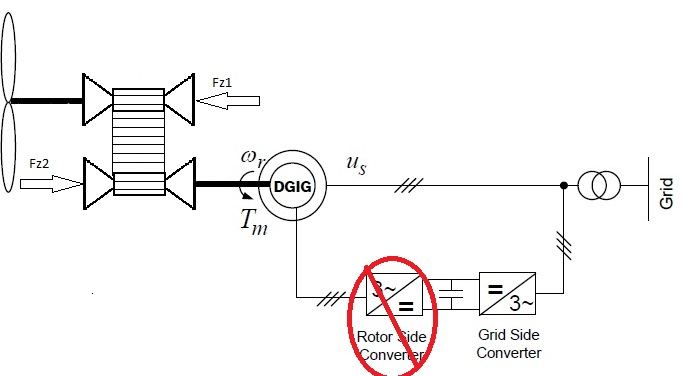 Fz1
Fz2
ωr
us
Tm
DGIG
Grid
3~
=
=
3~
Rotor Side
Converter
Grid Side
Converter